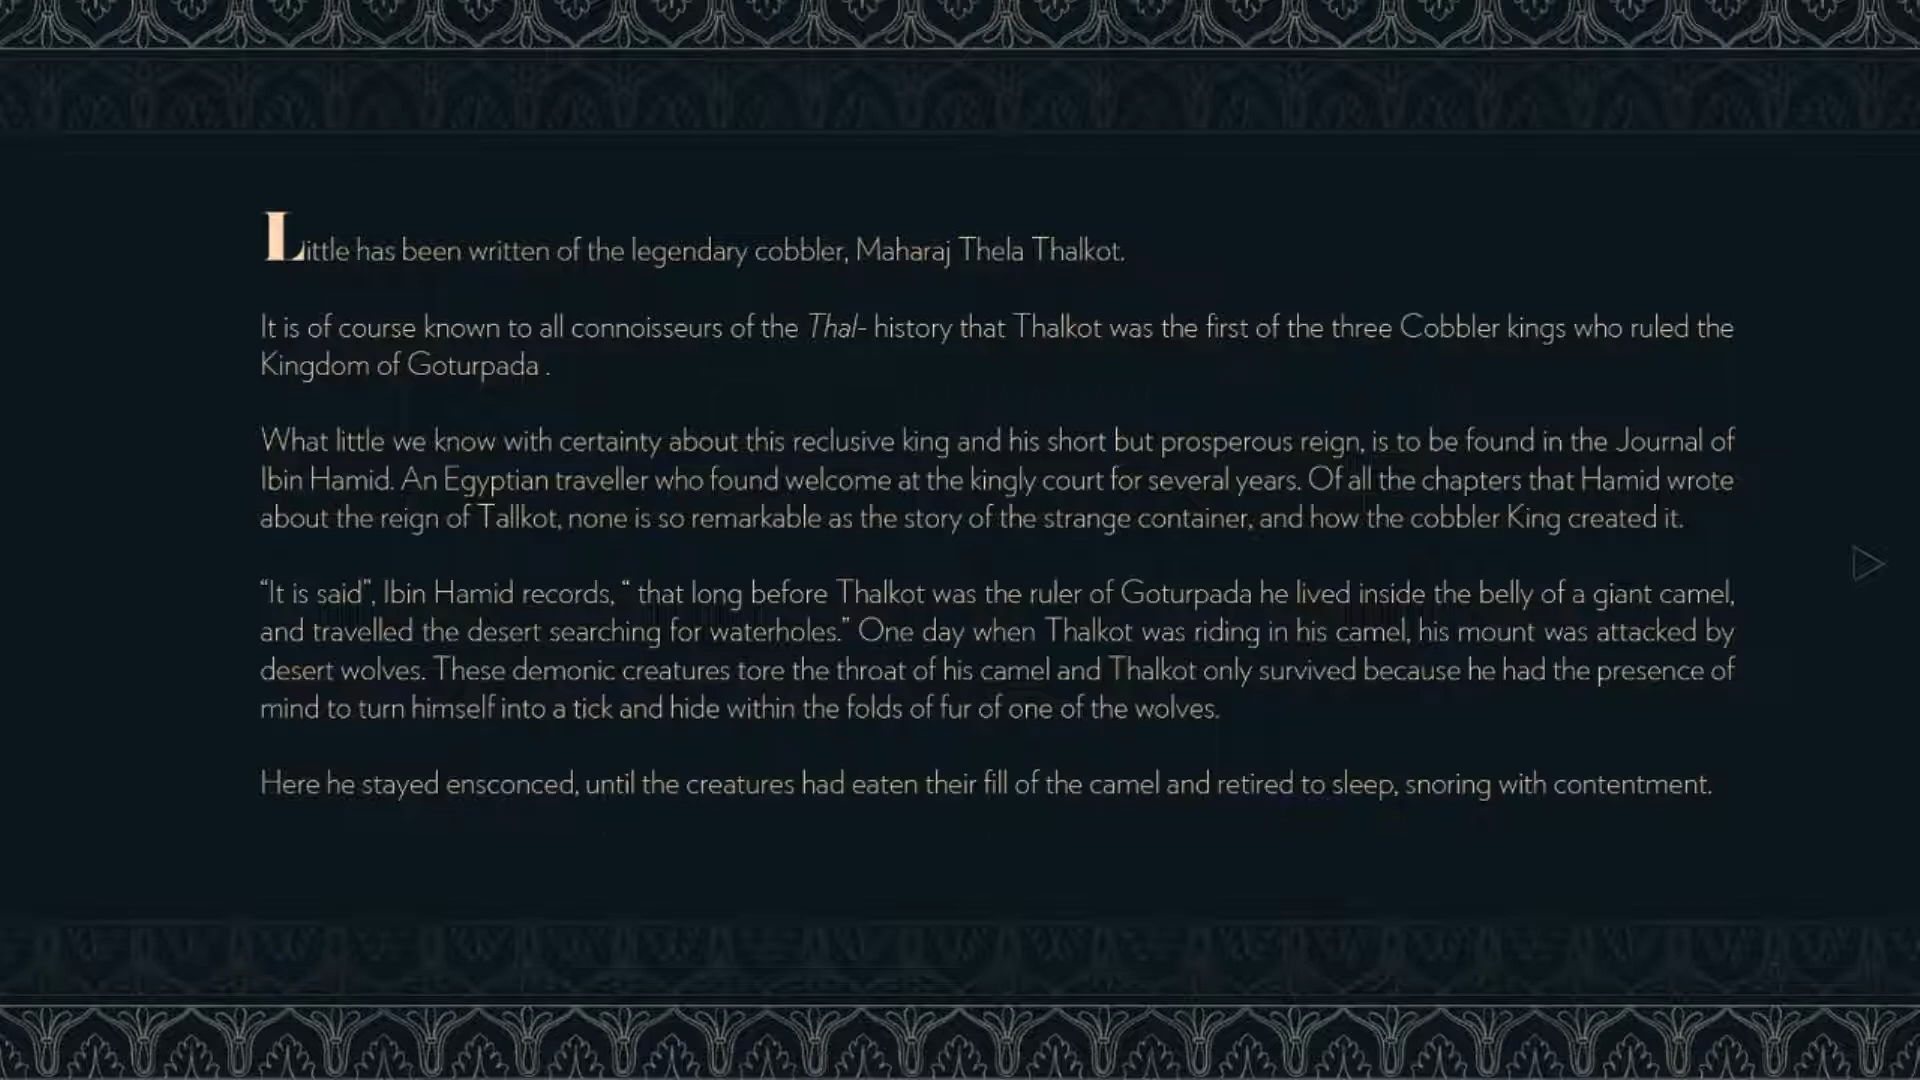 Little has been written of the legendary cobbler, Maharaj Thela Thalkot.
It is of course known to all connoisseurs of the Thal- history that Thalkot was the first of the three Cobbler kings who ruled the
Kingdom of Goturpada .
What little we know with certainty about this reclusive king and his short but prosperous reign, is to be found in the Journal of
Ibin Hamid. An Egyptian traveller who found welcome at the kingly court for several years. Of all the chapters that Hamid wrote
about the reign of Tallkot, none is so remarkable as the story of the strange container, and how the cobbler King created it.
“It is said”, Ibin Hamid records, “ that long before Thalkot was the ruler of Goturpada he lived inside the belly of a giant camel,
and travelled the desert searching for waterholes.” One day when Thalkot was riding in his camel, his mount was attacked by
desert wolves. These demonic creatures tore the throat of his camel and Thalkot only survived because he had the presence of
mind to turn himself into a tick and hide within the folds of fur of one of the wolves.
Here he stayed ensconced, until the creatures had eaten their fill of the camel and retired to sleep, snoring with contentment.